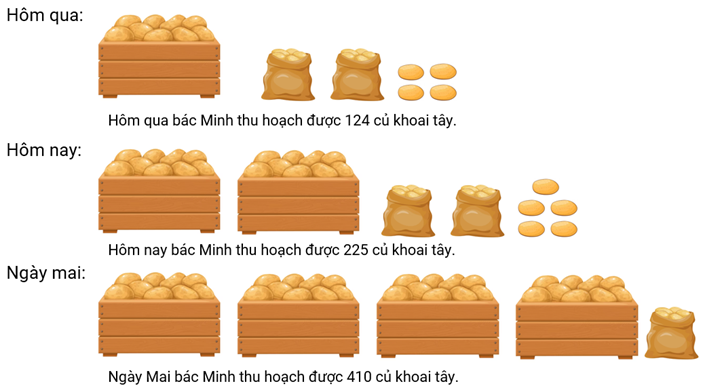 Hôm qua:
Hôm qua bác Minh thu hoạch được 124 củ khoai tây.
Hôm nay:
Hôm nay bác Minh thu hoạch được 225 củ khoai tây.
Ngày mai:
Ngày Mai bác Minh thu hoạch được 410 củ khoai tây.